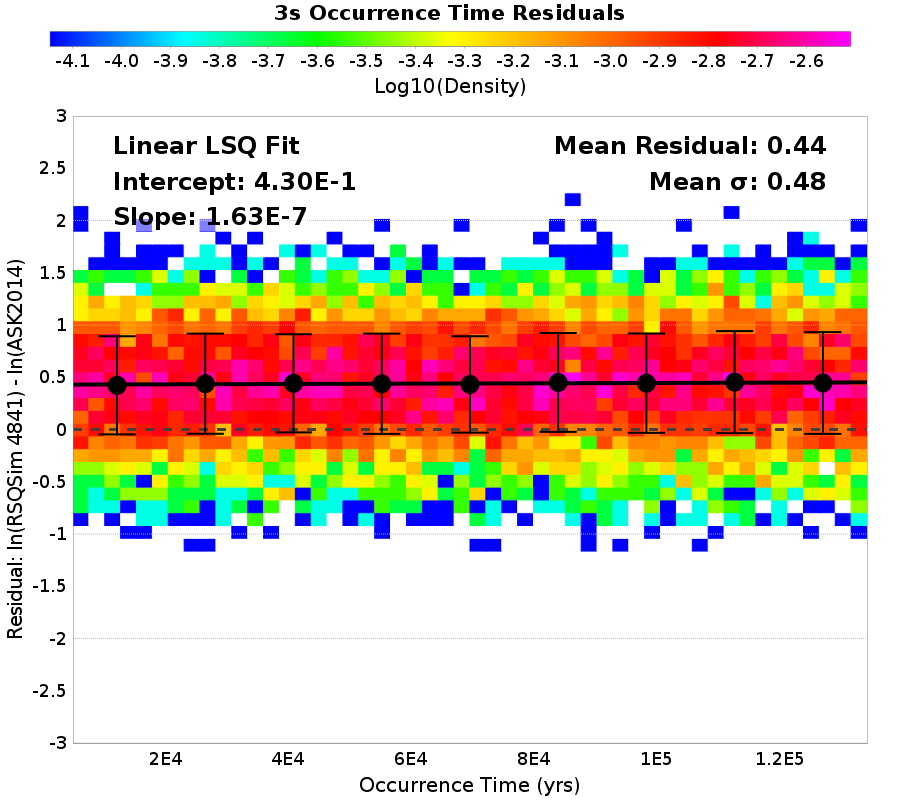 3s Occurrence Time Residuals
-4.1 -4.0 -3.9 -3.8 -3.7 -3.6 -3.5 -3.4 -3.3 -3.2 -3.1 -3.0 -2.9 -2.8 -2.7 -2.6
Log10(Density)
Linear LSQ Fit
Intercept: 4.30E-1
Slope: 1.63E-7
Mean Residual: 0.44
Mean σ: 0.48
Residual: ln(RSQSim 4841) - ln(ASK2014)
3
2.5
2
1.5
1
0.5
0
-0.5
-1
-1.5
-2
-2.5
-3
2E4 4E4 6E4 8E4 1E5 1.2E5
Occurrence Time (yrs)